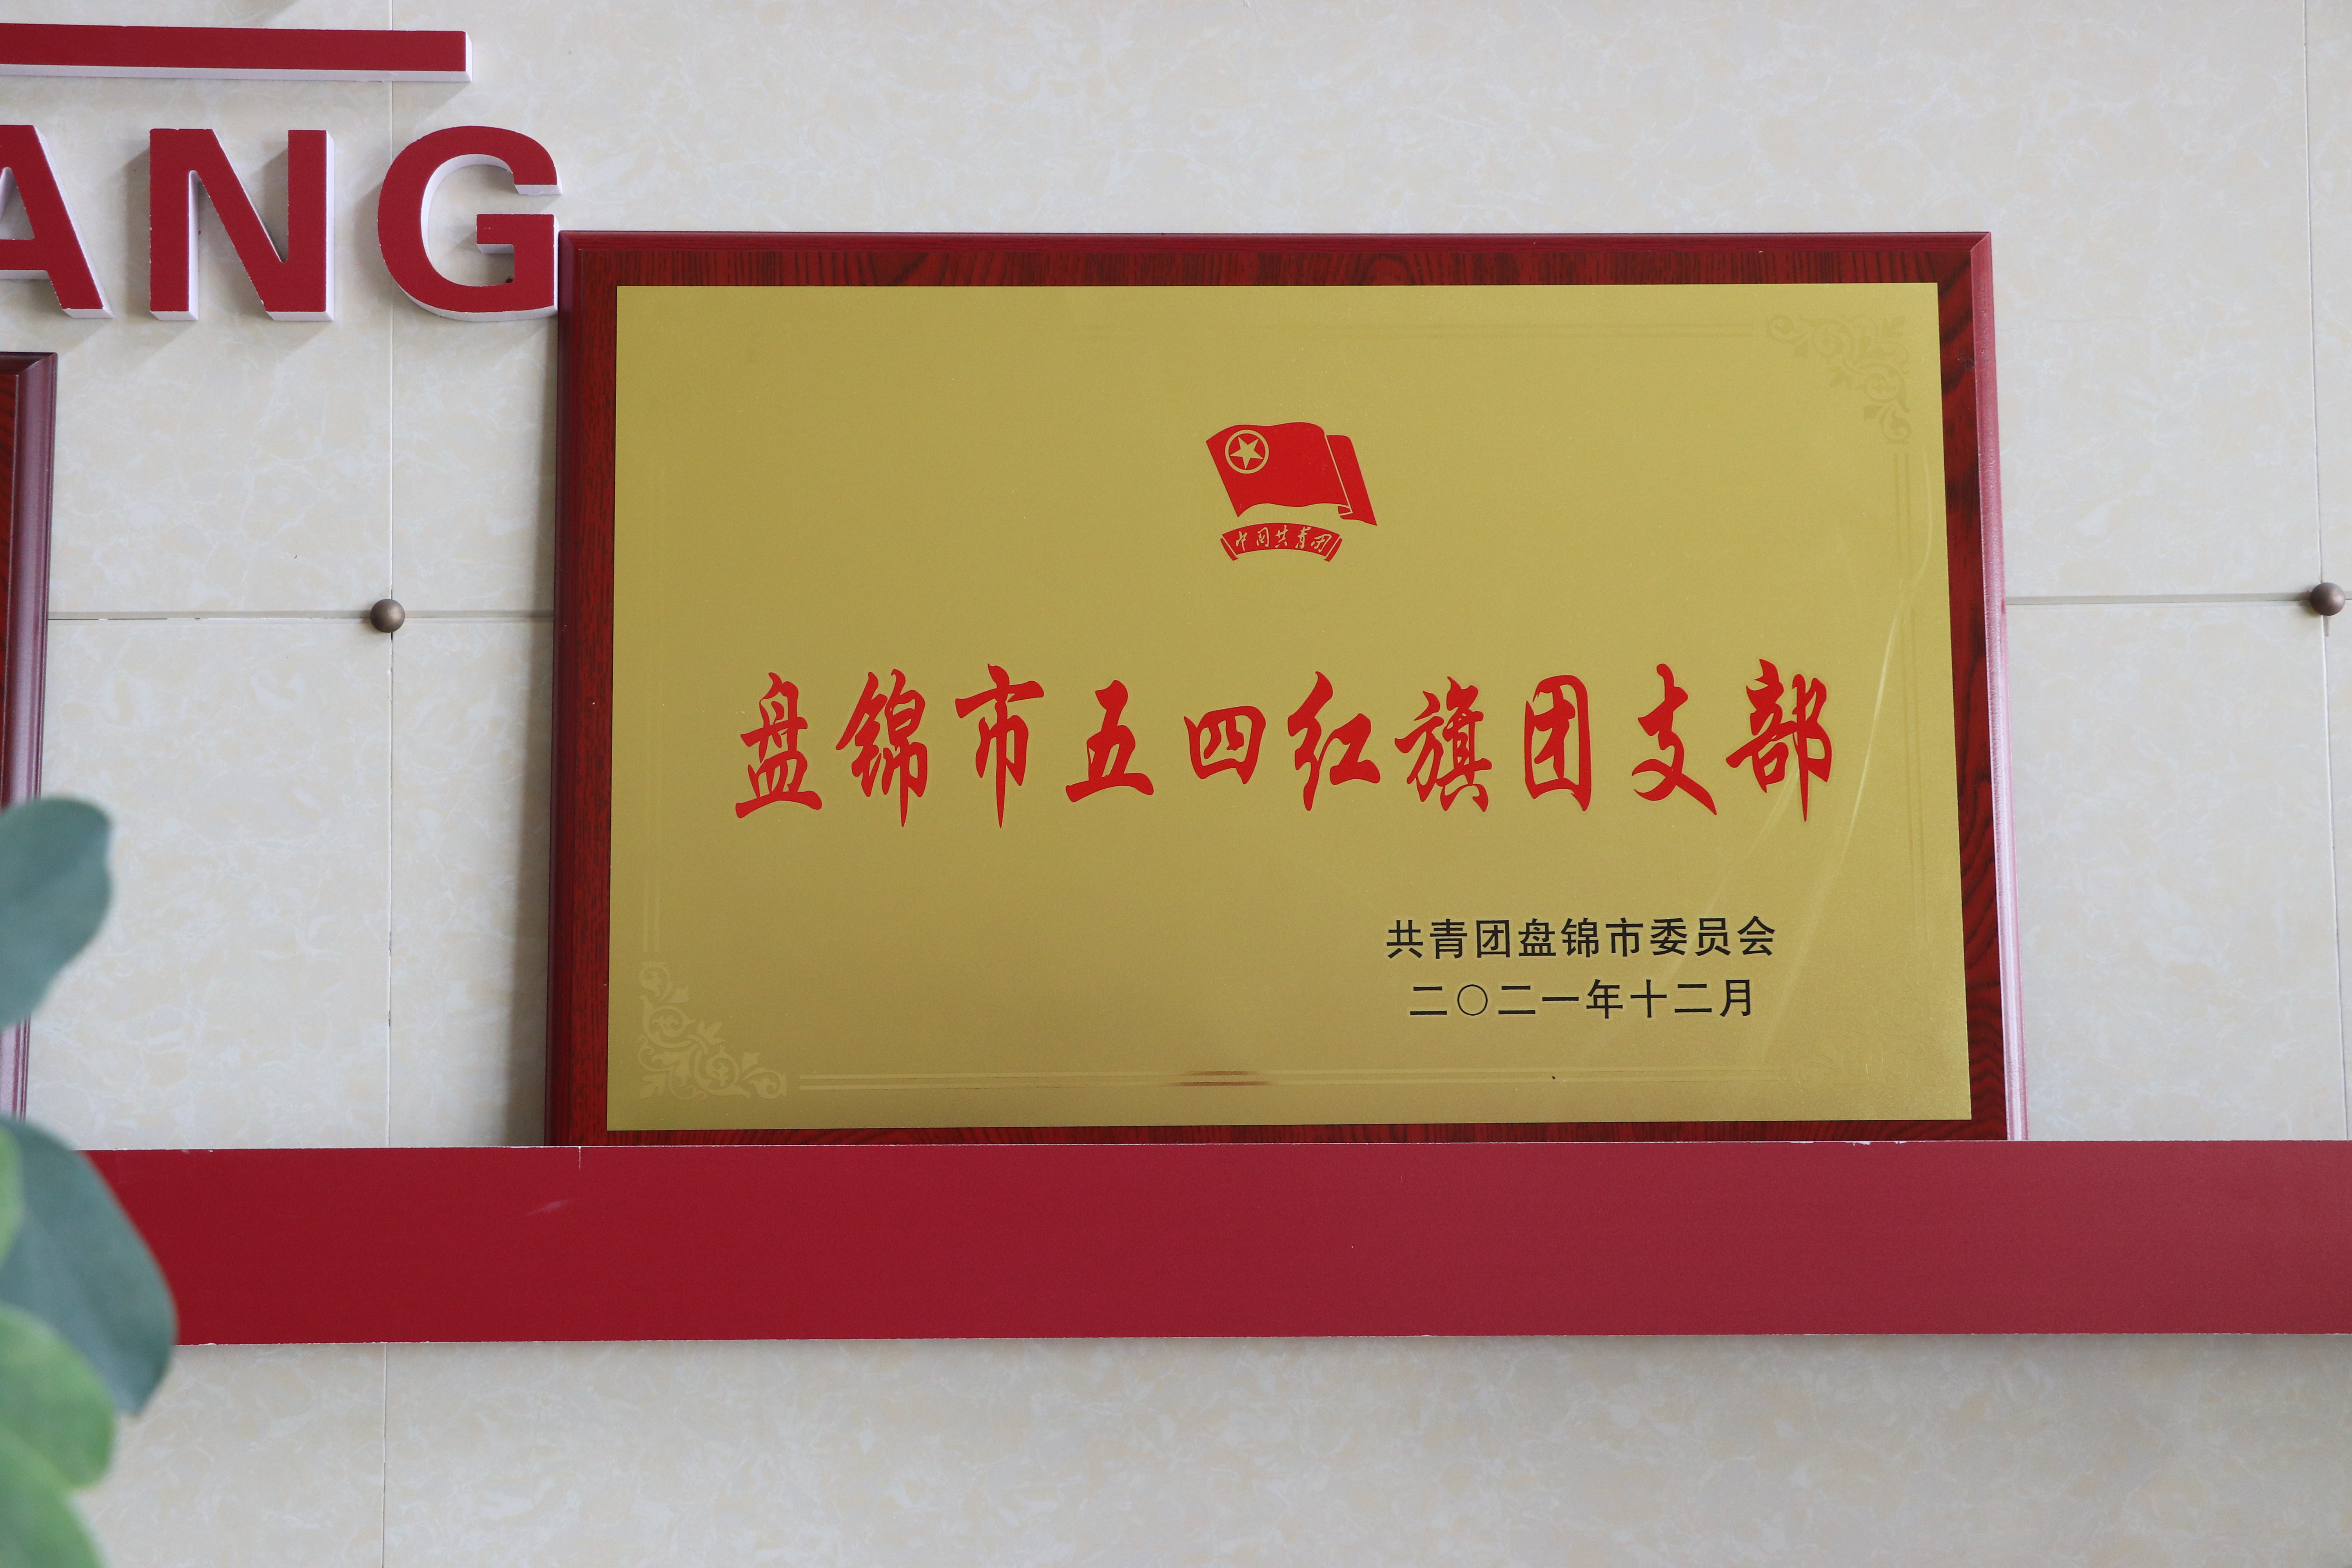 ANG
中国共青团
盘锦市五四红旗团支部
共青团盘锦市委员会
二〇二一年十二月